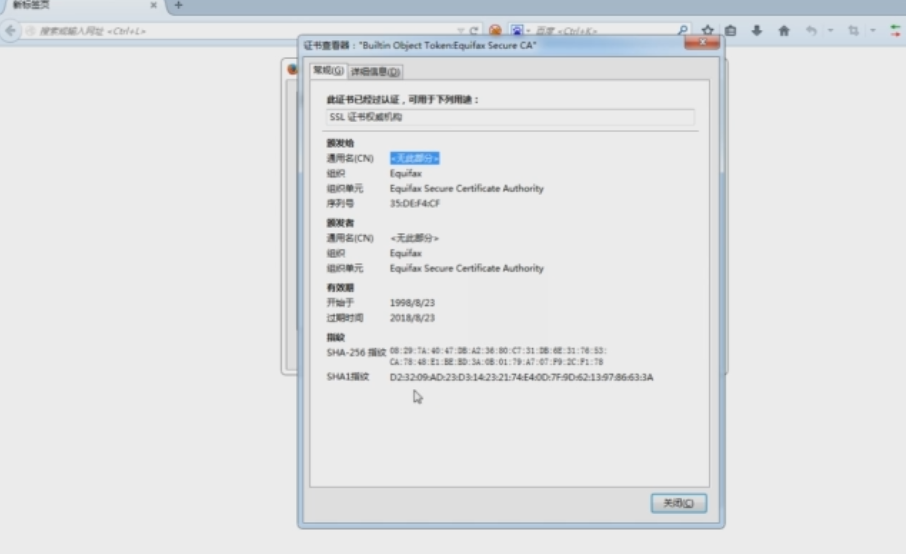 新标签页
搜索或输入网址 <Ctrl+L>
百度 <Ctrl+K>
证书查看器："Builtin Object Token:Equifax Secure CA"
常规(G) 详细信息(D)
此证书已经过认证，可用于下列用途：
SSL 证书权威机构
颁发给
通用名(CN) <无此部分>
组织 Equifax
组织单元 Equifax Secure Certificate Authority
序列号 35:DE:F4:CF
颁发者
通用名(CN) <无此部分>
组织 Equifax
组织单元 Equifax Secure Certificate Authority
有效期
开始于 1998/8/23
过期时间 2018/8/23
指纹
SHA-256 指纹 08:29:7A:40:47:DB:A2:36:80:C7:31:DB:6E:31:76:53:
CA:78:48:E1:BE:BD:3A:0B:01:79:A7:07:F9:2C:F1:78
SHA1指纹 D2:32:09:AD:23:D3:14:23:21:74:E4:0D:7F:9D:62:13:97:86:63:3A
关闭(C)